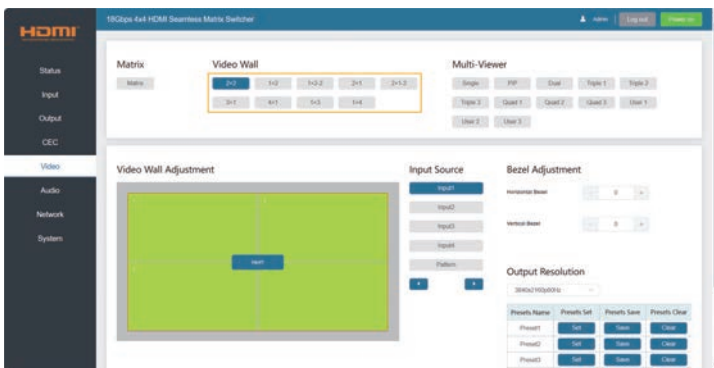 HDMI
18Gbps 4x4 HDMI Seamless Matrix Switcher
Admin
Log out
Power on
Status
Input
Output
CEC
Video
Audio
Network
System
Matrix
Matrix
Video Wall
2×2 1×2 1×2-2 2×1 2×1-2
3×1 4×1 1×3 1×4
Multi-Viewer
Single PIP Dual Triple 1 Triple 2
Triple 3 Quad 1 Quad 2 Quad 3 User 1
User 2 User 3
Video Wall Adjustment
Input1
Input Source
Input1
Input2
Input3
Input4
Pattern
Bezel Adjustment
Horizontal Bezel - 0 +
Vertical Bezel - 0 +
Output Resolution
3840x2160p60Hz
Presets Name Presets Set Presets Save Presets Clear
Preset1 Set Save Clear
Preset2 Set Save Clear
Preset3 Set Save Clear